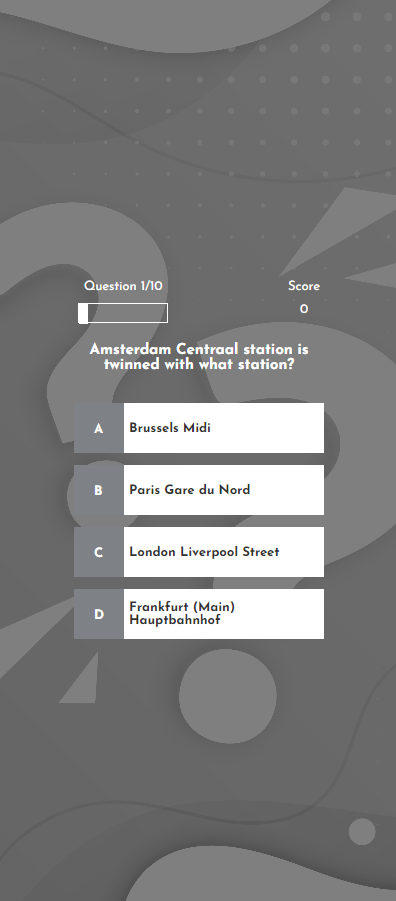 Question 1/10
Score
0
Amsterdam Centraal station is
twinned with what station?
A
Brussels Midi
B
Paris Gare du Nord
C
London Liverpool Street
D
Frankfurt (Main)
Hauptbahnhof